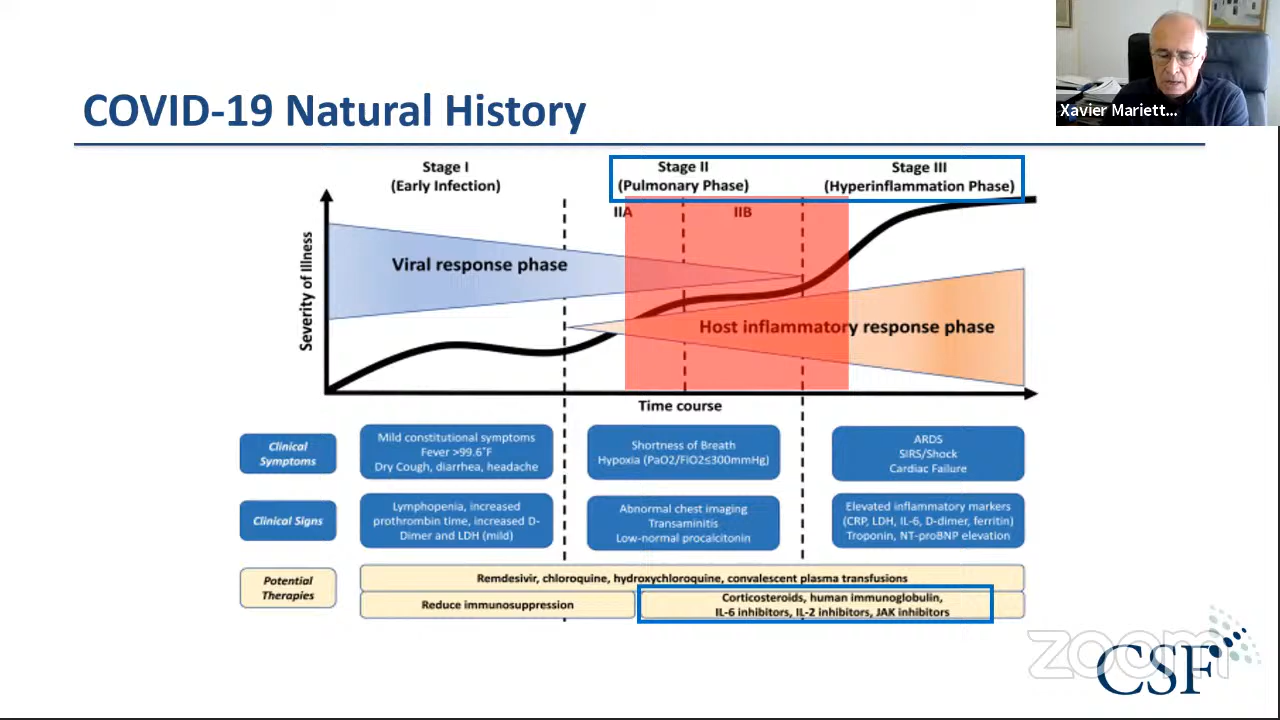 Xavier Mariett...
COVID-19 Natural History
Stage I
(Early Infection)
Stage II
(Pulmonary Phase)
Stage III
(Hyperinflammation Phase)
IIA
IIB
Severity of Illness
Viral response phase
Host inflammatory response phase
Time course
Clinical
Symptoms
Mild constitutional symptoms
Fever >99.6°F
Dry Cough, diarrhea, headache
Shortness of Breath
Hypoxia (PaO2/FiO2≤300mmHg)
ARDS
SIRS/Shock
Cardiac Failure
Clinical Signs
Lymphopenia, increased
prothrombin time, increased D-
Dimer and LDH (mild)
Abnormal chest imaging
Transaminitis
Low-normal procalcitonin
Elevated inflammatory markers
(CRP, LDH, IL-6, D-dimer, ferritin)
Troponin, NT-proBNP elevation
Potential
Therapies
Remdesivir, chloroquine, hydroxychloroquine, convalescent plasma transfusions
Reduce immunosuppression
Corticosteroids, human immunoglobulin,
IL-6 inhibitors, IL-2 inhibitors, JAK inhibitors
zoom
CSF